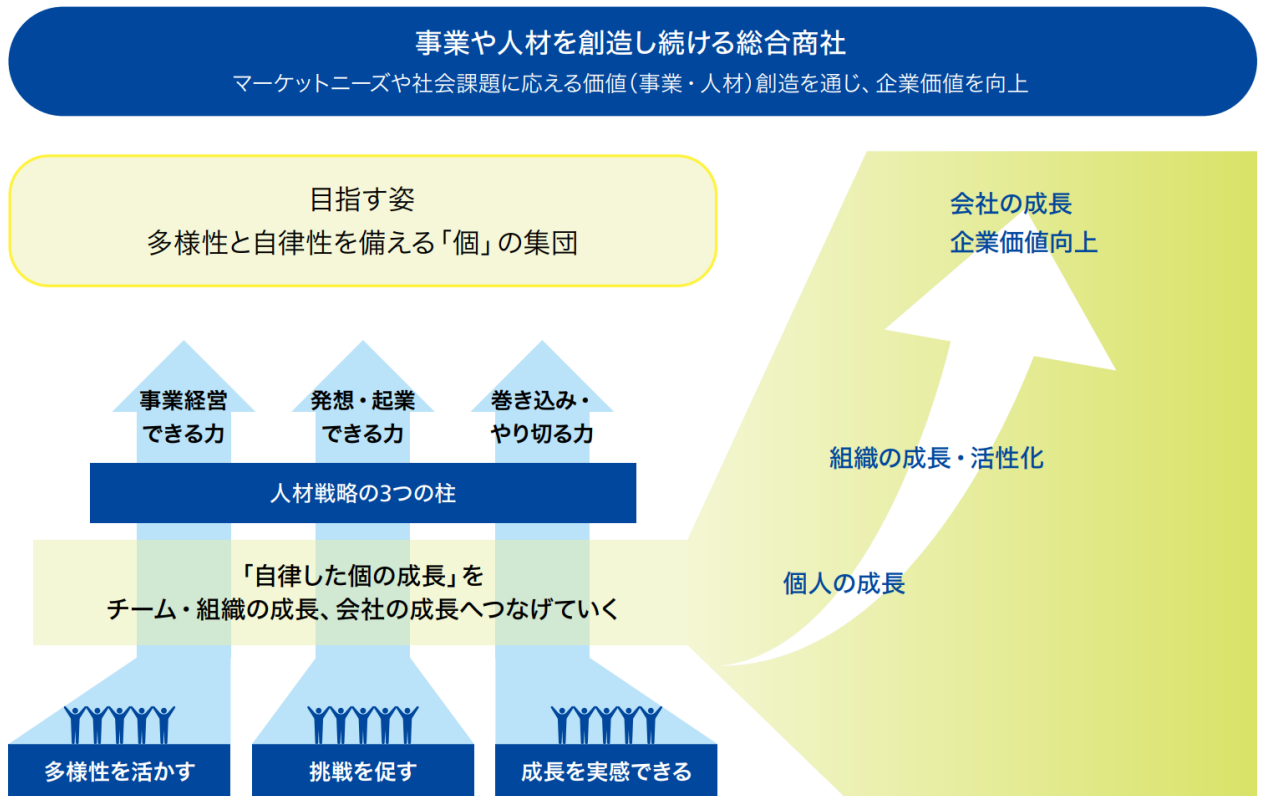 事業や人材を創造し続ける総合商社
マーケットニーズや社会課題に応える価値（事業・人材）創造を通じ、企業価値を向上
目指す姿
多様性と自律性を備える「個」の集団
事業経営
できる力
発想・起業
できる力
巻き込み・
やり切る力
人材戦略の3つの柱
「自律した個の成長」を
チーム・組織の成長、会社の成長へつなげていく
多様性を活かす
挑戦を促す
成長を実感できる
会社の成長
企業価値向上
組織の成長・活性化
個人の成長